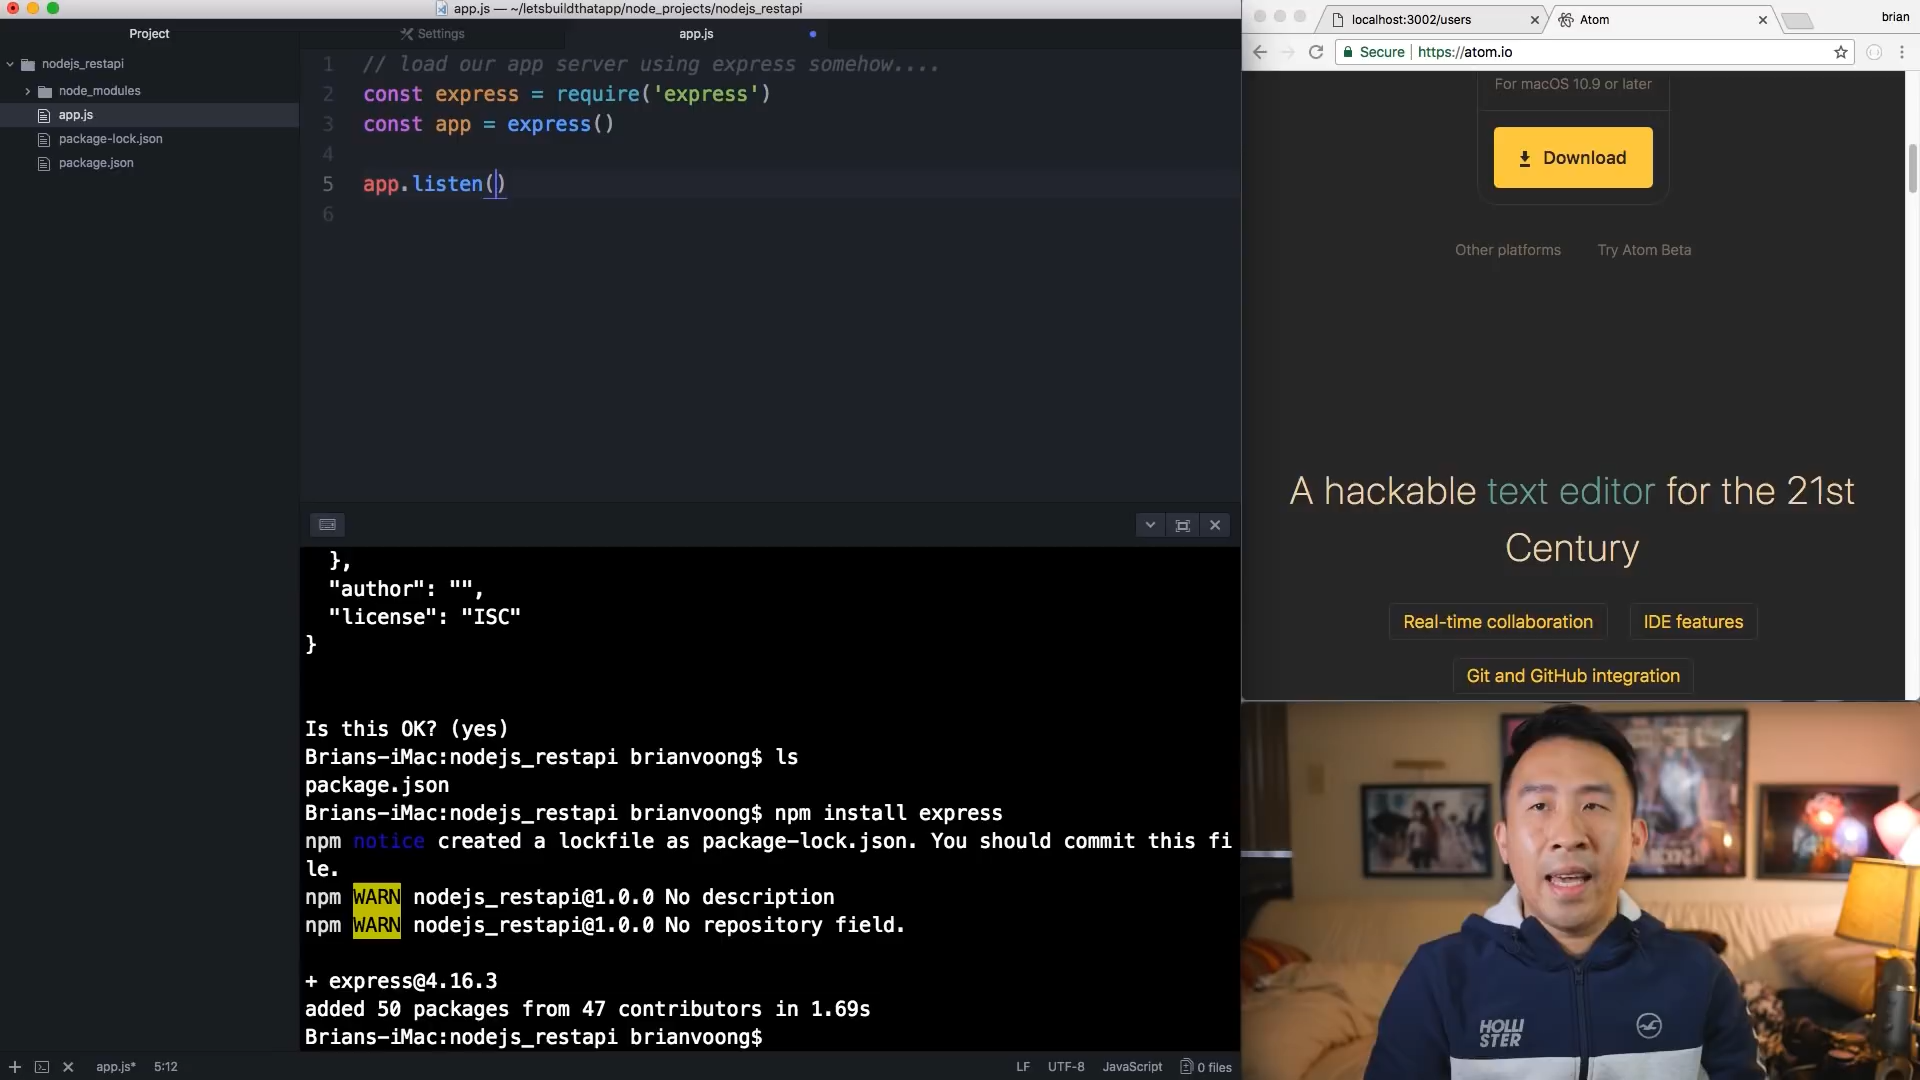 app.js — ~/letsbuildthatapp/node_projects/nodejs_restapi
Project
nodejs_restapi
node_modules
app.js
package-lock.json
package.json
Settings
app.js
1 // load our app server using express somehow....
2 const express = require('express')
3 const app = express()
4
5 app.listen()
6
},
"author": "",
"license": "ISC"
}
Is this OK? (yes)
Brians-iMac:nodejs_restapi brianvoong$ ls
package.json
Brians-iMac:nodejs_restapi brianvoong$ npm install express
npm notice created a lockfile as package-lock.json. You should commit this fi
le.
npm WARN nodejs_restapi@1.0.0 No description
npm WARN nodejs_restapi@1.0.0 No repository field.
+ express@4.16.3
added 50 packages from 47 contributors in 1.69s
Brians-iMac:nodejs_restapi brianvoong$
app.js* 5:12
LF UTF-8 JavaScript 0 files
localhost:3002/users
Atom
brian
Secure https://atom.io
For macOS 10.9 or later
Download
Other platforms Try Atom Beta
A hackable text editor for the 21st
Century
Real-time collaboration IDE features
Git and GitHub integration
HOLLI
STER